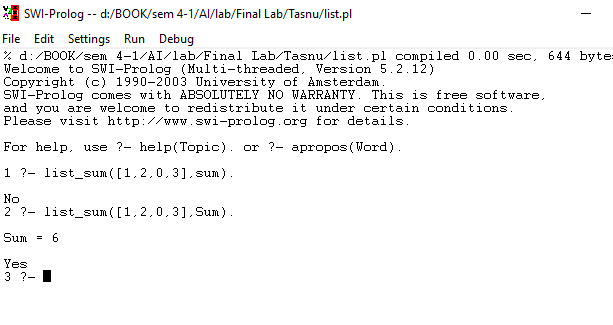 SWI-Prolog -- d:/BOOK/sem 4-1/AI/lab/Final Lab/Tasnu/list.pl
File Edit Settings Run Debug
% d:/BOOK/sem 4-1/AI/lab/Final Lab/Tasnu/list.pl compiled 0.00 sec, 644 byte
Welcome to SWI-Prolog (Multi-threaded, Version 5.2.12)
Copyright (c) 1990-2003 University of Amsterdam.
SWI-Prolog comes with ABSOLUTELY NO WARRANTY. This is free software,
and you are welcome to redistribute it under certain conditions.
Please visit http://www.swi-prolog.org for details.
For help, use ?- help(Topic). or ?- apropos(Word).
1 ?- list_sum([1,2,0,3],sum).
No
2 ?- list_sum([1,2,0,3],Sum).
Sum = 6
Yes
3 ?-